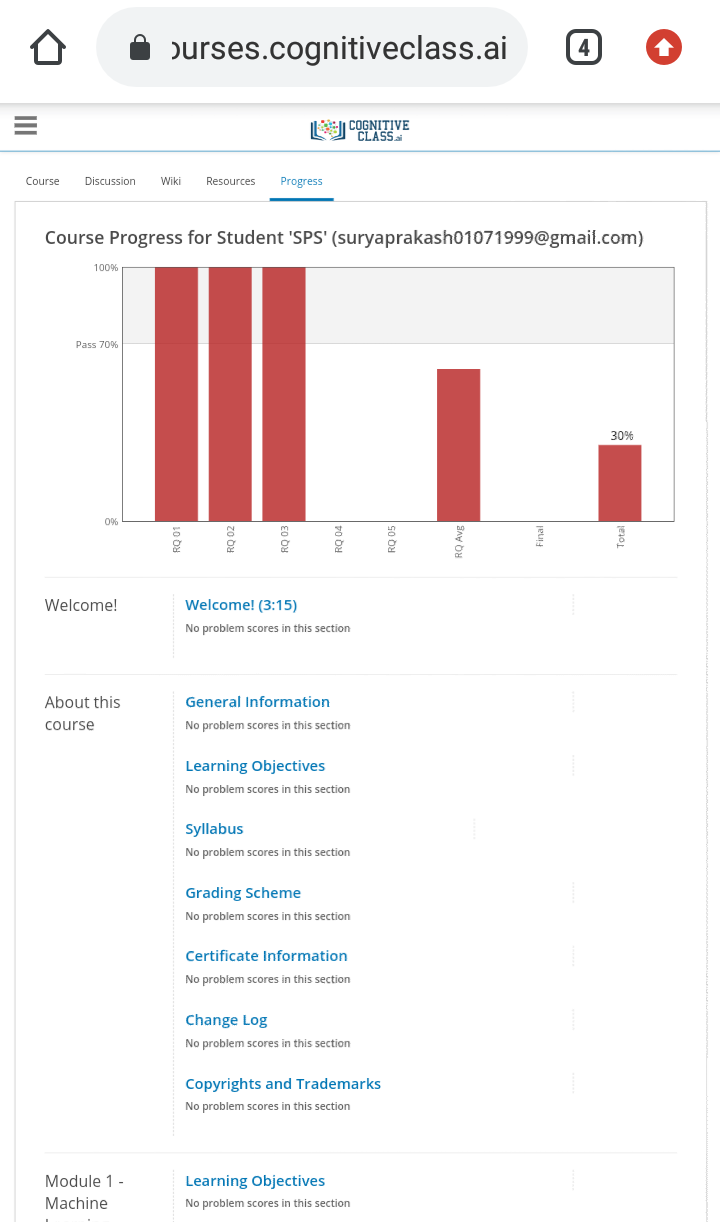 ourses.cognitiveclass.ai
4
COGNITIVE
CLASS.ai
Course Discussion Wiki Resources Progress
Course Progress for Student 'SPS' (suryaprakash01071999@gmail.com)
100%
Pass 70%
30%
0%
RQ 01 RQ 02 RQ 03 RQ 04 RQ 05 RQ Avg Final Total
Welcome!
Welcome! (3:15)
No problem scores in this section
About this
course
General Information
No problem scores in this section
Learning Objectives
No problem scores in this section
Syllabus
No problem scores in this section
Grading Scheme
No problem scores in this section
Certificate Information
No problem scores in this section
Change Log
No problem scores in this section
Copyrights and Trademarks
No problem scores in this section
Module 1 -
Machine
Learning Objectives
No problem scores in this section